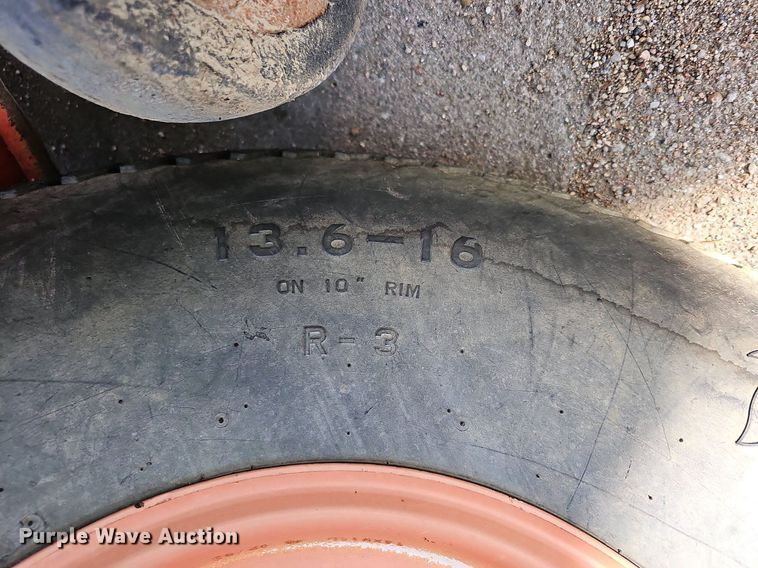 13.6-16
ON 10" RIM
R-3
Purple Wave Auction